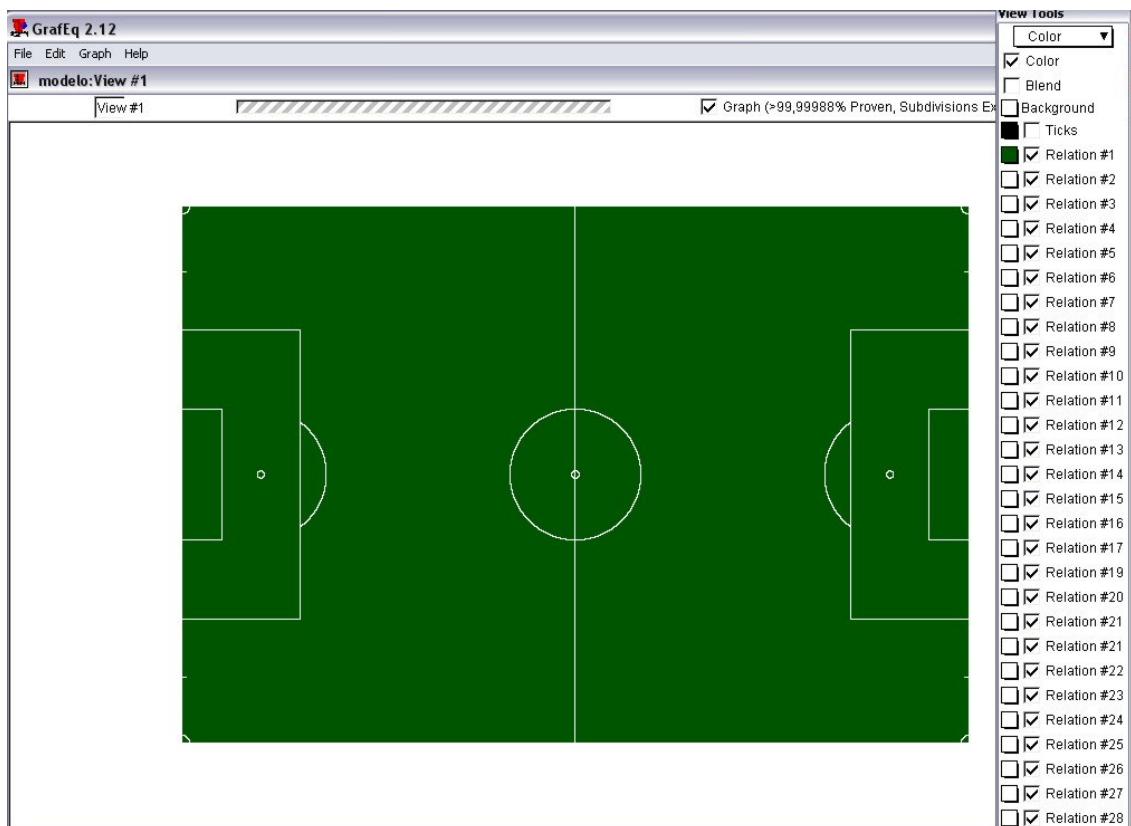 GrafEq 2.12
File Edit Graph Help
modelo:View #1
View #1
Graph (>99,99988% Proven, Subdivisions Ex
View Tools
Color
Color
Blend
Background
Ticks
Relation #1
Relation #2
Relation #3
Relation #4
Relation #5
Relation #6
Relation #7
Relation #8
Relation #9
Relation #10
Relation #11
Relation #12
Relation #13
Relation #14
Relation #15
Relation #16
Relation #17
Relation #19
Relation #20
Relation #21
Relation #21
Relation #22
Relation #23
Relation #24
Relation #25
Relation #26
Relation #27
Relation #28